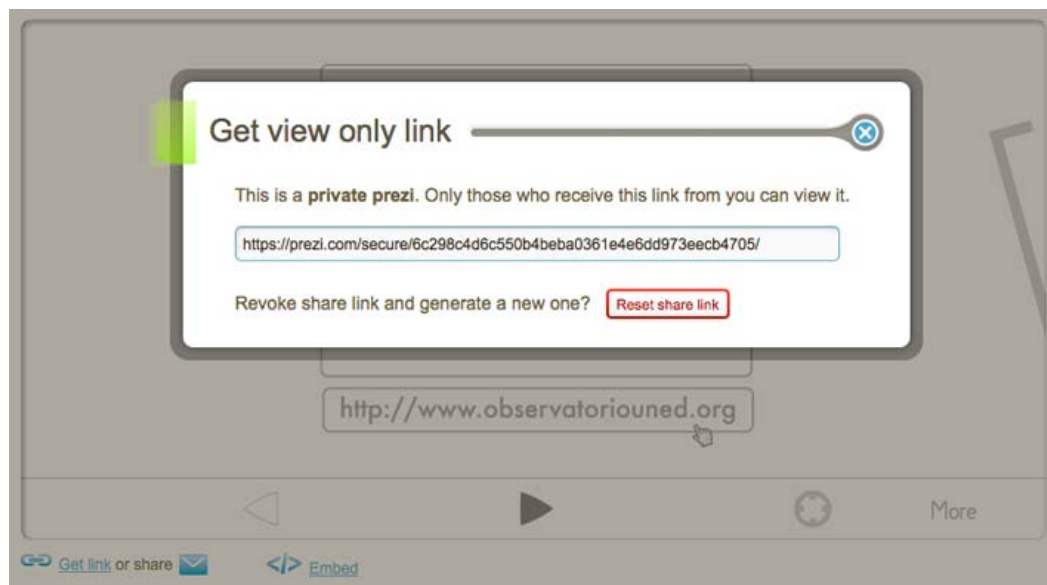 Get view only link
This is a private prezi. Only those who receive this link from you can view it.
https://prezi.com/secure/6c298c4d6c550b4beba0361e4e6dd973eecb4705/
Revoke share link and generate a new one? Reset share link
http://www.observatoriouned.org
More
Get link or share </> Embed